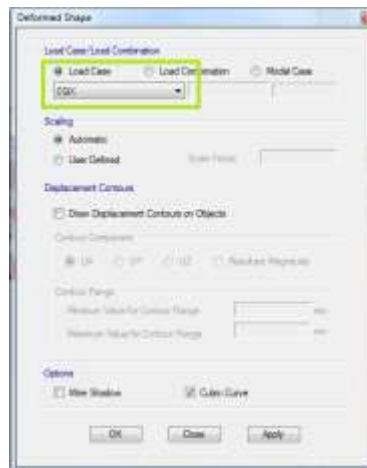 Deformed Shape
Load Case/Load Combination
Load Case Load Combination Modal Case
EQX
Scaling
Automatic
User Defined Scale Factor
Displacement Contours
Draw Displacement Contours on Objects
Contour Component
UX UY UZ Resultant Magnitude
Contour Range
Minimum Value for Contour Range mm
Maximum Value for Contour Range mm
Options
Wire Shadow Cubic Curve
OK Close Apply